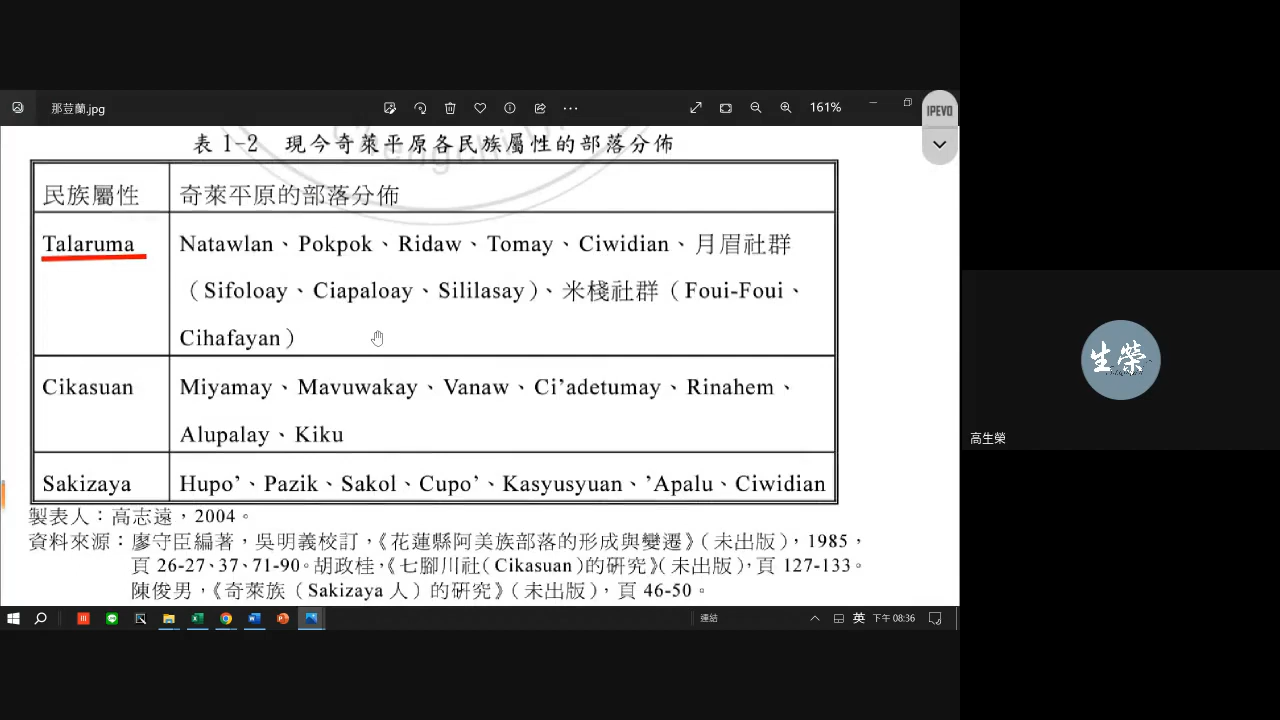 那荳蘭.jpg
161%
IPEVO
Chengchi
表 1-2 現今奇萊平原各民族屬性的部落分佈
民族屬性 奇萊平原的部落分佈
Talaruma Natawlan、Pokpok、Ridaw、Tomay、Ciwidian、月眉社群
（Sifoloay、Ciapaloay、Sililasay）、米棧社群（Foui-Foui、
Cihafayan）
Cikasuan Miyamay、Mavuwakay、Vanaw、Ci’adetumay、Rinahem、
Alupalay、Kiku
Sakizaya Hupo’、Pazik、Sakol、Cupo’、Kasyusyuan、’Apalu、Ciwidian
製表人：高志遠，2004。
資料來源：廖守臣編著，吳明義校訂，《花蓮縣阿美族部落的形成與變遷》（未出版），1985，
頁 26-27、37、71-90。胡政桂，《七腳川社（Cikasuan）的研究》（未出版），頁 127-133。
陳俊男，《奇萊族（Sakizaya 人）的研究》（未出版），頁 46-50。
連結
英
下午 08:36
生榮
高生榮